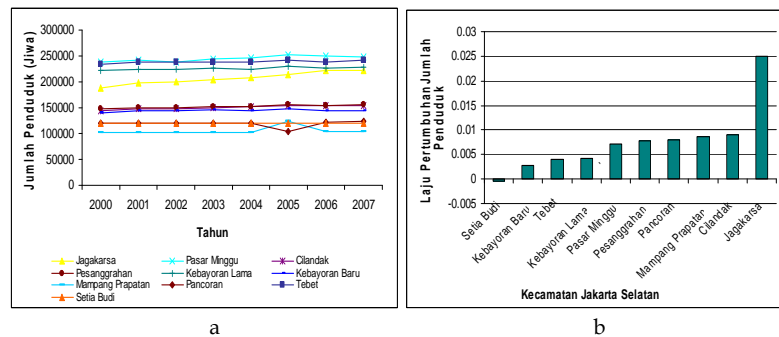 Jumlah Penduduk (Jiwa)
300000
250000
200000
150000
100000
50000
0
2000 2001 2002 2003 2004 2005 2006 2007
Tahun
Jagakarsa Pasar Minggu Cilandak
Pesanggrahan Kebayoran Lama Kebayoran Baru
Mampang Prapatan Pancoran Tebet
Setia Budi
a
Laju Pertumbuhan Jumlah
Penduduk
0.03
0.025
0.02
0.015
0.01
0.005
0
-0.005
Setia Budi
Kebayoran Baru
Tebet
Kebayoran Lama
Pasar Minggu
Pesanggrahan
Pancoran
Mampang Prapatan
Cilandak
Jagakarsa
Kecamatan Jakarta Selatan
b